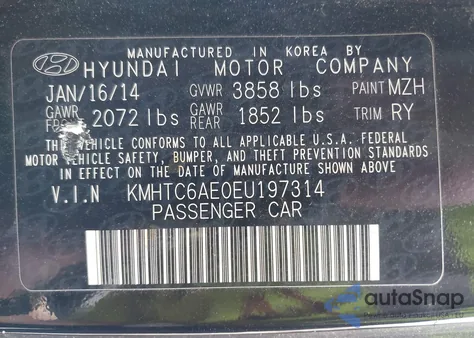 MANUFACTURED IN KOREA BY
HYUNDAI MOTOR COMPANY
JAN/16/14 GVWR 3858 lbs PAINT MZH
GAWR 2072 lbs GAWR REAR 1852 lbs TRIM RY
VEHICLE CONFORMS TO ALL APPLICABLE U.S.A. FEDERAL
MOTOR VEHICLE SAFETY, BUMPER, AND THEFT PREVENTION STANDARDS
IN EFFECT ON THE DATE OF MANUFACTURE SHOWN ABOVE.
V.I.N KMHTC6AE0EU197314
PASSENGER CAR
autoSnap